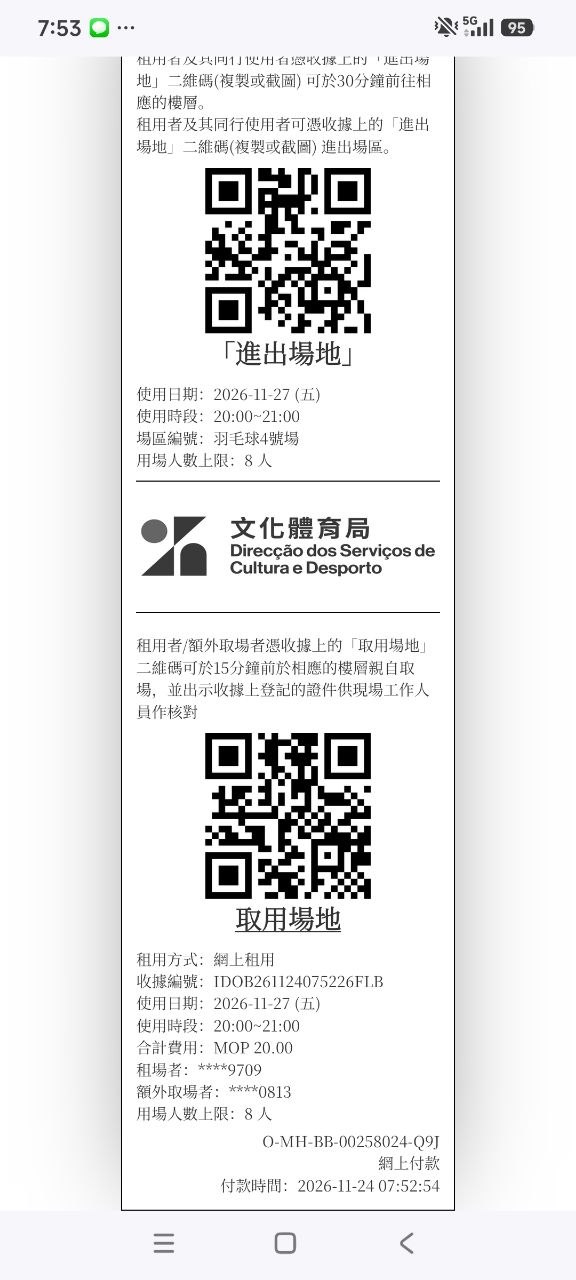 7:53
5G
95
租用者及其同行使用者憑收據上的「進出場
地」二維碼(複製或截圖) 可於30分鐘前往相
應的樓層。
租用者及其同行使用者可憑收據上的「進出
場地」二維碼(複製或截圖) 進出場區。
「進出場地」
使用日期：2026-11-27 (五)
使用時段：20:00~21:00
場區編號：羽毛球4號場
用場人數上限：8 人
文化體育局
Direcção dos Serviços de
Cultura e Desporto
租用者/額外取場者憑收據上的「取用場地」
二維碼可於15分鐘前於相應的樓層親自取
場，並出示收據上登記的證件供現場工作人
員作核對
取用場地
租用方式：網上租用
收據編號：IDOB261124075226FLB
使用日期：2026-11-27 (五)
使用時段：20:00~21:00
合計費用：MOP 20.00
租場者：****9709
額外取場者：****0813
用場人數上限：8 人
O-MH-BB-00258024-Q9J
網上付款
付款時間：2026-11-24 07:52:54